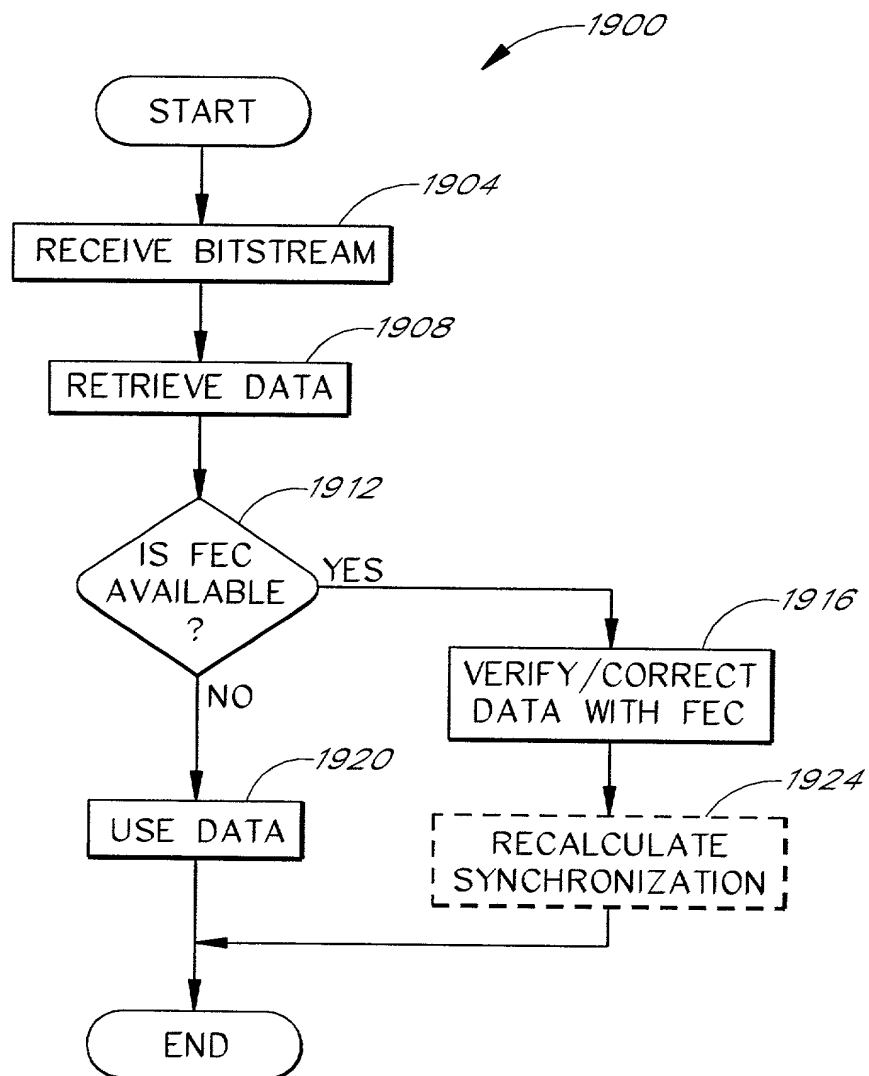 1900
START
1904
RECEIVE BITSTREAM
1908
RETRIEVE DATA
1912
IS FEC
AVAILABLE
?
YES
NO
1916
VERIFY/CORRECT
DATA WITH FEC
1920
USE DATA
1924
RECALCULATE
SYNCHRONIZATION
END